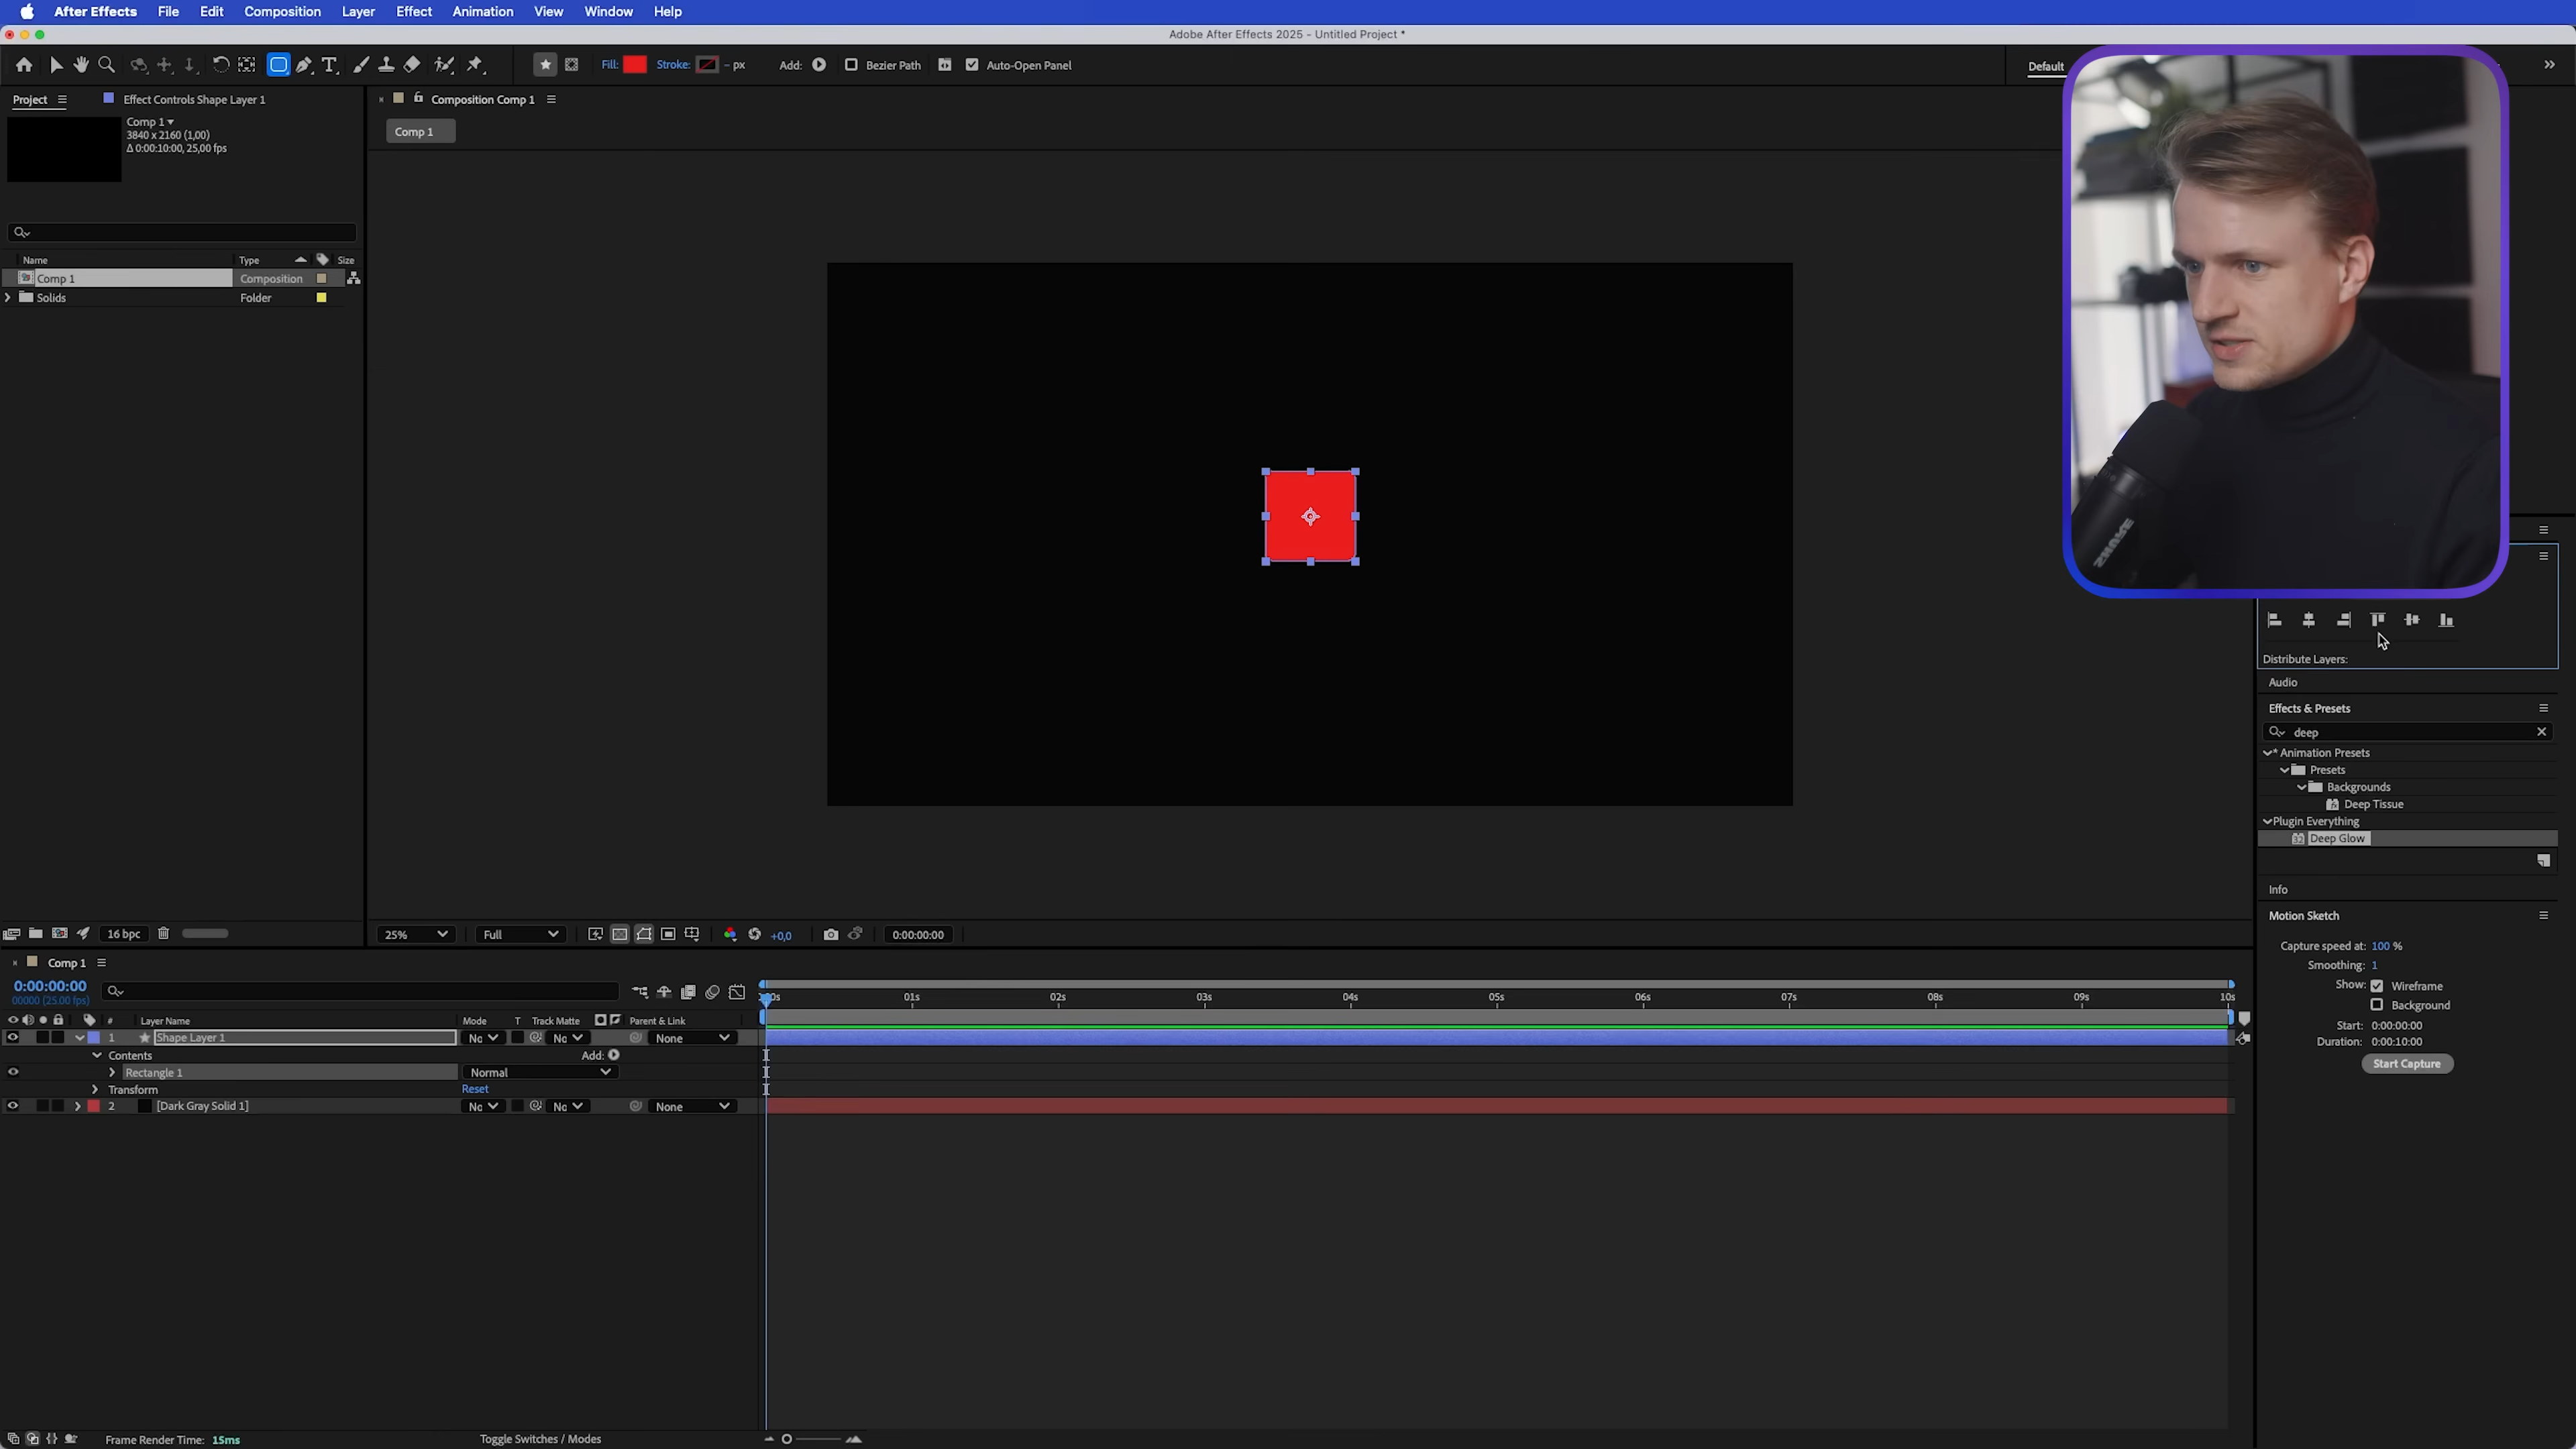 After Effects File Edit Composition Layer Effect Animation View Window Help
Adobe After Effects 2025 - Untitled Project *
Fill: Stroke: - px Add: Bezier Path Auto-Open Panel Default
Project Effect Controls Shape Layer 1
Composition Comp 1
Comp 1
3840 x 2160 (1,00)
Δ 0:00:10:00, 25,00 fps
Comp 1
Name Type Size
Comp 1 Composition
Solids Folder
Distribute Layers:
Audio
Effects & Presets
deep
* Animation Presets
Presets
Backgrounds
Deep Tissue
Plugin Everything
Deep Glow
Info
Motion Sketch
Capture speed at: 100 %
Smoothing: 1
Show: Wireframe
Background
Start: 0:00:00:00
Duration: 0:00:10:00
Start Capture
16 bpc
25% Full +0,0 0:00:00:00
Comp 1
0:00:00:00
00000 (25.00 fps)
01s 02s 03s 04s 05s 06s 07s 08s 09s 10s
# Layer Name Mode T Track Matte Parent & Link
1 Shape Layer 1 Nc Nc None
Contents Add:
Rectangle 1 Normal
Transform Reset
2 [Dark Gray Solid 1] Nc Nc None
Frame Render Time: 15ms Toggle Switches / Modes